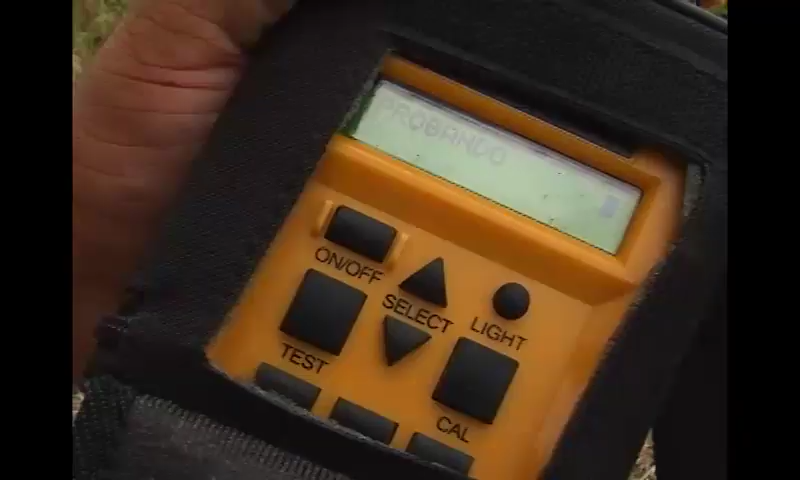 PROBANDO
ON/OFF
SELECT
LIGHT
TEST
CAL